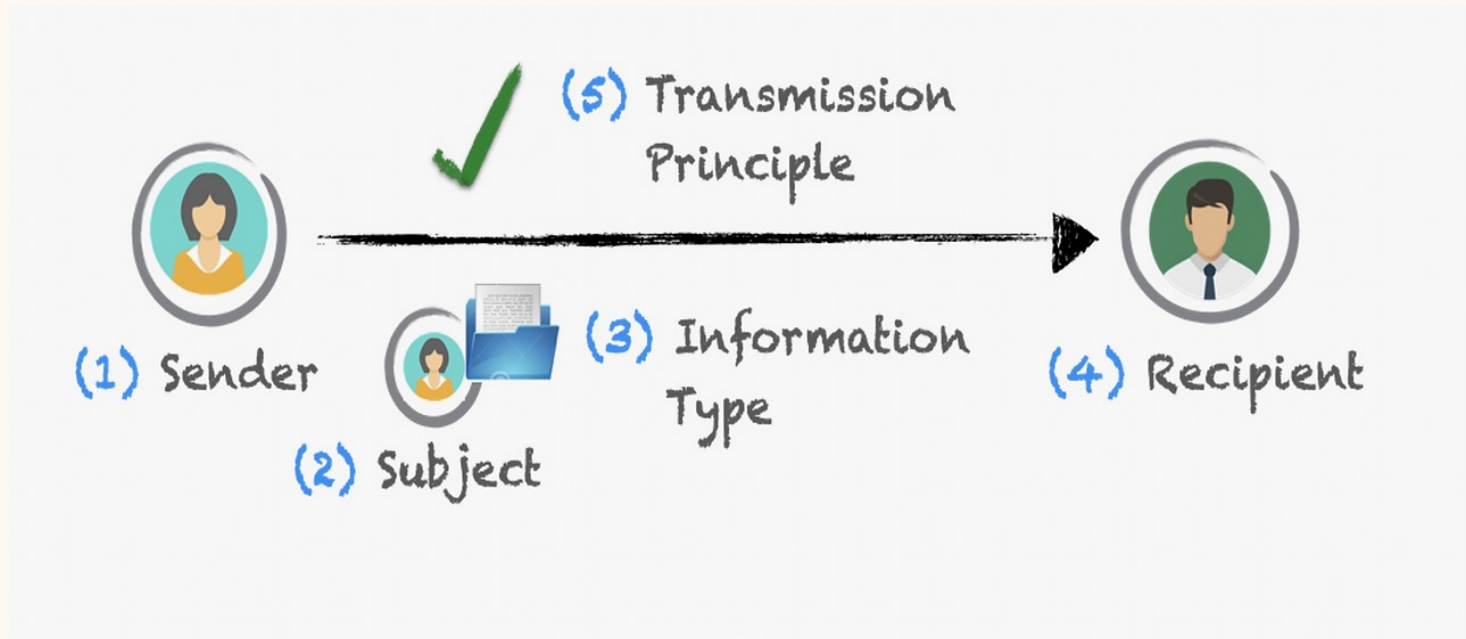 (5) Transmission
Principle
(1) Sender
(2) Subject
(3) Information
Type
(4) Recipient